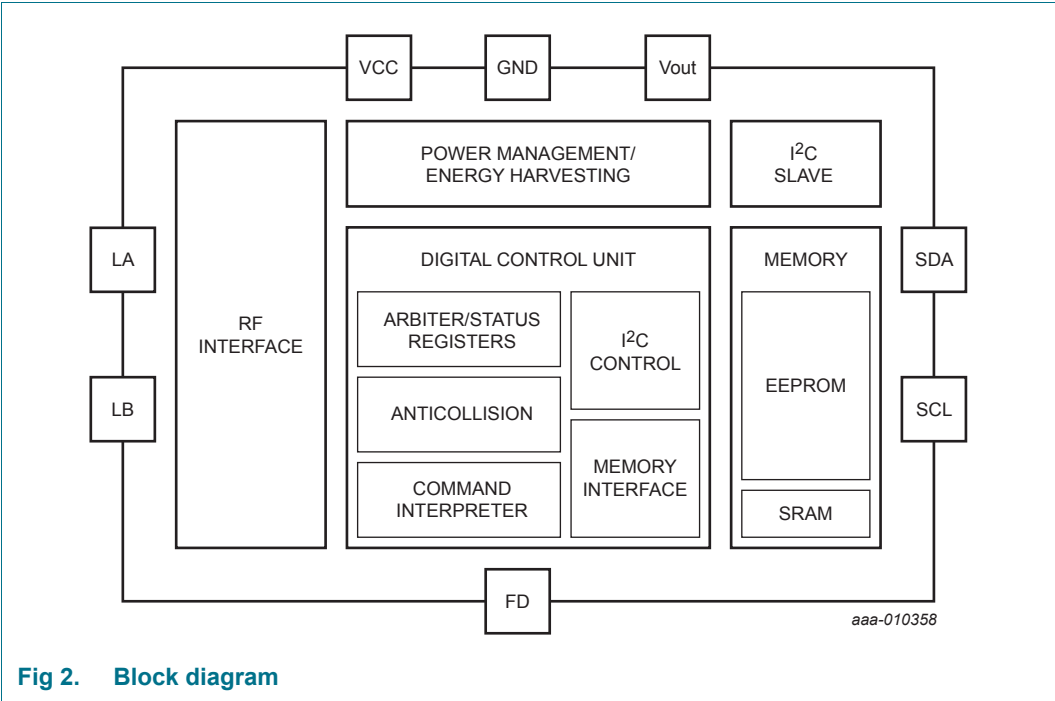 VCC
GND
Vout
POWER MANAGEMENT/
ENERGY HARVESTING
I²C
SLAVE
LA
LB
RF
INTERFACE
DIGITAL CONTROL UNIT
ARBITER/STATUS
REGISTERS
ANTICOLLISION
COMMAND
INTERPRETER
I²C
CONTROL
MEMORY
INTERFACE
MEMORY
EEPROM
SRAM
SDA
SCL
FD
aaa-010358
Fig 2. Block diagram